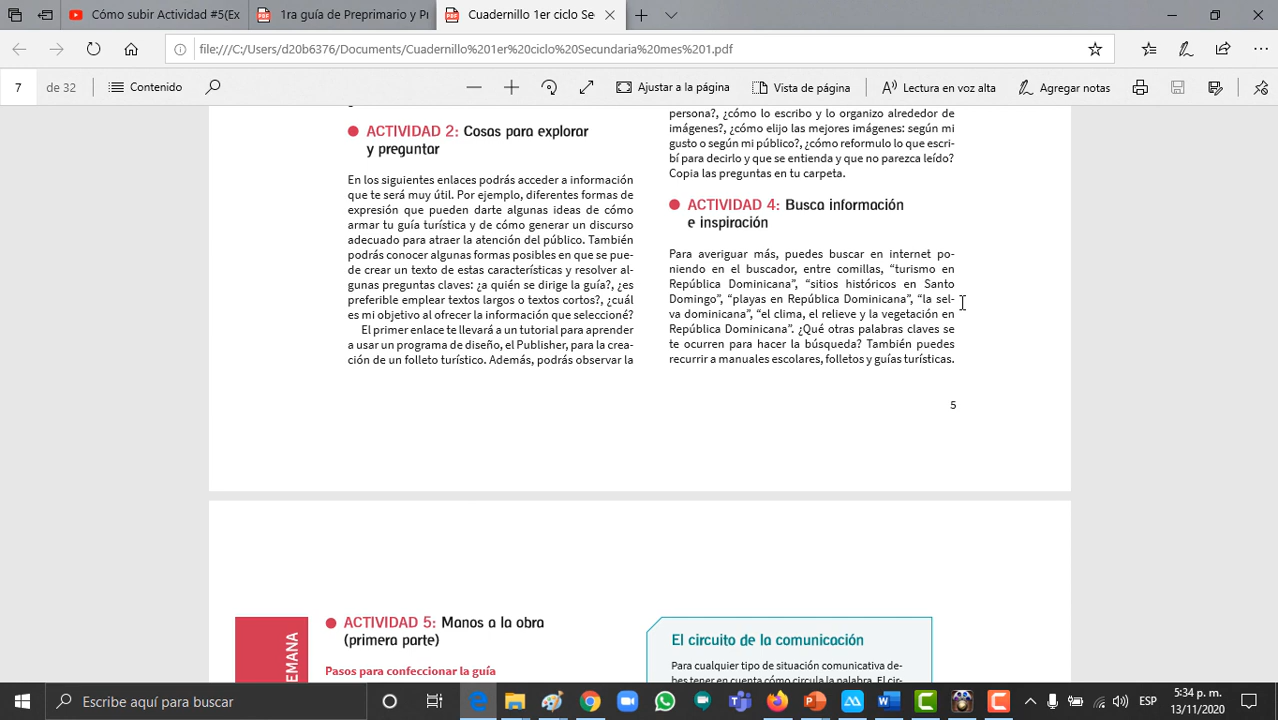 Cómo subir Actividad #5(Ex
1ra guía de Preprimario y Pr
Cuadernillo 1er ciclo Se
file:///C:/Users/d20b6376/Documents/Cuadernillo%201er%20ciclo%20Secundaria%20mes%201.pdf
7 de 32
Contenido
Ajustar a la página
Vista de página
Lectura en voz alta
Agregar notas
ACTIVIDAD 2: Cosas para explorar
y preguntar
En los siguientes enlaces podrás acceder a información
que te será muy útil. Por ejemplo, diferentes formas de
expresión que pueden darte algunas ideas de cómo
armar tu guía turística y de cómo generar un discurso
adecuado para atraer la atención del público. También
podrás conocer algunas formas posibles en que se pue-
de crear un texto de estas características y resolver al-
gunas preguntas claves: ¿a quién se dirige la guía?, ¿es
preferible emplear textos largos o textos cortos?, ¿cuál
es mi objetivo al ofrecer la información que seleccioné?
El primer enlace te llevará a un tutorial para aprender
a usar un programa de diseño, el Publisher, para la crea-
ción de un folleto turístico. Además, podrás observar la
persona?, ¿cómo lo escribo y lo organizo alrededor de
imágenes?, ¿cómo elijo las mejores imágenes: según mi
gusto o según mi público?, ¿cómo reformulo lo que escri-
bí para decirlo y que se entienda y que no parezca leído?
Copia las preguntas en tu carpeta.
ACTIVIDAD 4: Busca información
e inspiración
Para averiguar más, puedes buscar en internet po-
niendo en el buscador, entre comillas, “turismo en
República Dominicana”, “sitios históricos en Santo
Domingo”, “playas en República Dominicana”, “la sel-
va dominicana”, “el clima, el relieve y la vegetación en
República Dominicana”. ¿Qué otras palabras claves se
te ocurren para hacer la búsqueda? También puedes
recurrir a manuales escolares, folletos y guías turísticas.
5
EMANA
ACTIVIDAD 5: Manos a la obra
(primera parte)
Pasos para confeccionar la guía
El circuito de la comunicación
Para cualquier tipo de situación comunicativa de-
bes tener en cuenta cómo circula la palabra. El cir-
Escribe aquí para buscar
ESP
5:34 p. m.
13/11/2020